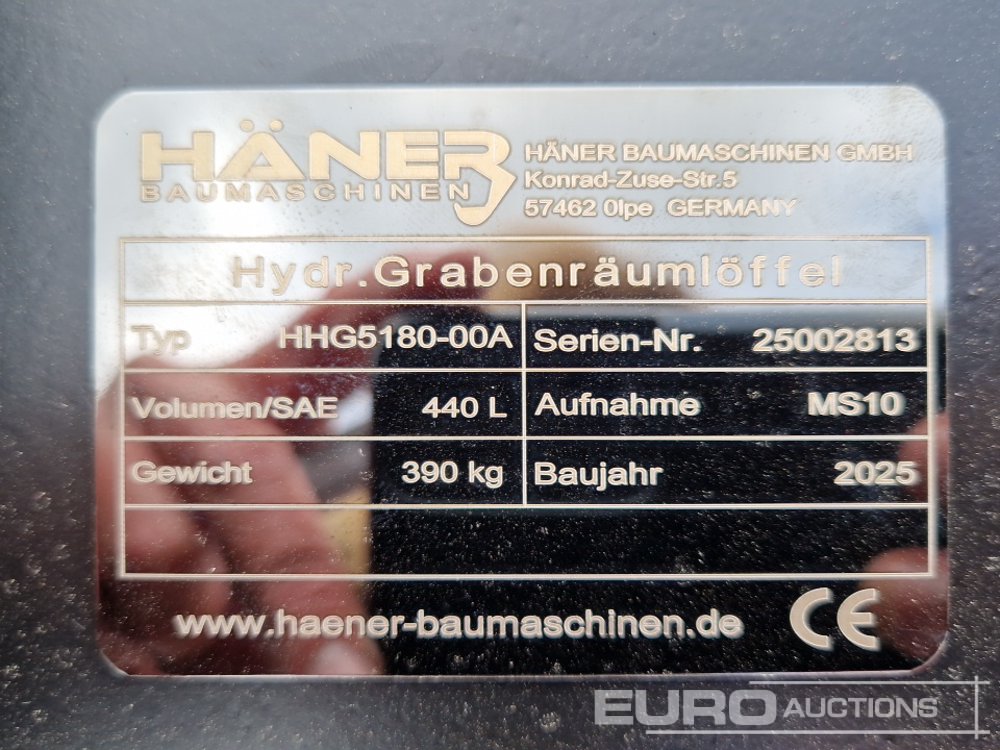 HÄNER
BAUMASCHINEN
HÄNER BAUMASCHINEN GMBH
Konrad-Zuse-Str.5
57462 Olpe GERMANY
Hydr.Grabenräumlöffel
Typ HHG5180-00A Serien-Nr. 25002813
Volumen/SAE 440 L Aufnahme MS10
Gewicht 390 kg Baujahr 2025
www.haener-baumaschinen.de CE
EURO AUCTIONS